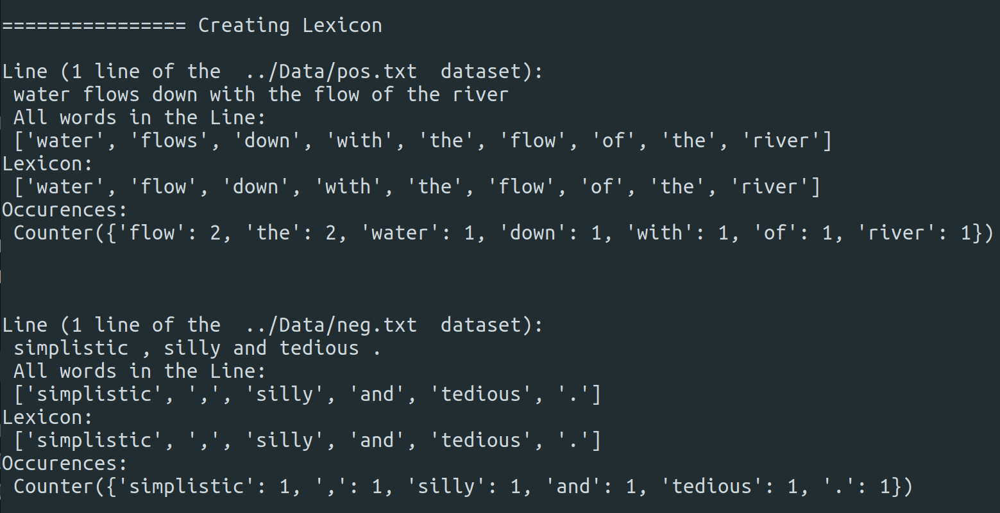 ================ Creating Lexicon
Line (1 line of the  ../Data/pos.txt  dataset):
 water flows down with the flow of the river
 All words in the Line:
 ['water', 'flows', 'down', 'with', 'the', 'flow', 'of', 'the', 'river']
Lexicon:
 ['water', 'flow', 'down', 'with', 'the', 'flow', 'of', 'the', 'river']
Occurences:
 Counter({'flow': 2, 'the': 2, 'water': 1, 'down': 1, 'with': 1, 'of': 1, 'river': 1})
Line (1 line of the  ../Data/neg.txt  dataset):
 simplistic , silly and tedious .
 All words in the Line:
 ['simplistic', ',', 'silly', 'and', 'tedious', '.']
Lexicon:
 ['simplistic', ',', 'silly', 'and', 'tedious', '.']
Occurences:
 Counter({'simplistic': 1, ',': 1, 'silly': 1, 'and': 1, 'tedious': 1, '.': 1})